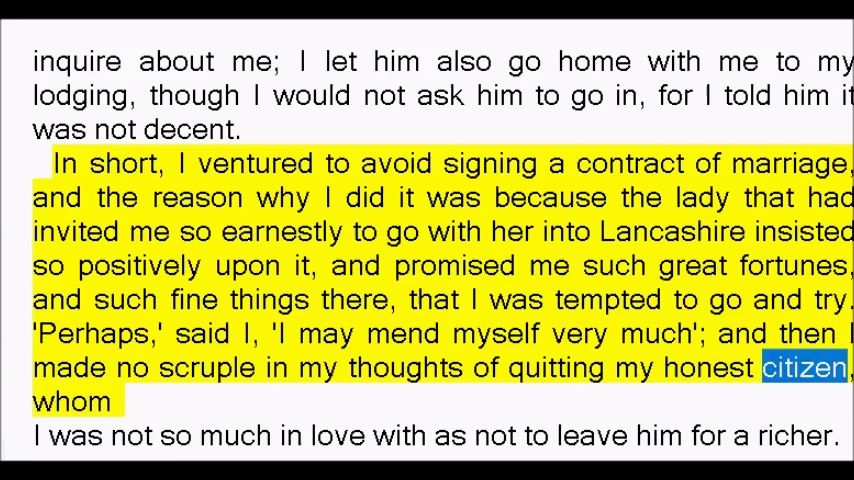 inquire about me; I let him also go home with me to my
lodging, though I would not ask him to go in, for I told him it
was not decent.
In short, I ventured to avoid signing a contract of marriage,
and the reason why I did it was because the lady that had
invited me so earnestly to go with her into Lancashire insisted
so positively upon it, and promised me such great fortunes,
and such fine things there, that I was tempted to go and try.
'Perhaps,' said I, 'I may mend myself very much'; and then I
made no scruple in my thoughts of quitting my honest citizen,
whom
I was not so much in love with as not to leave him for a richer.